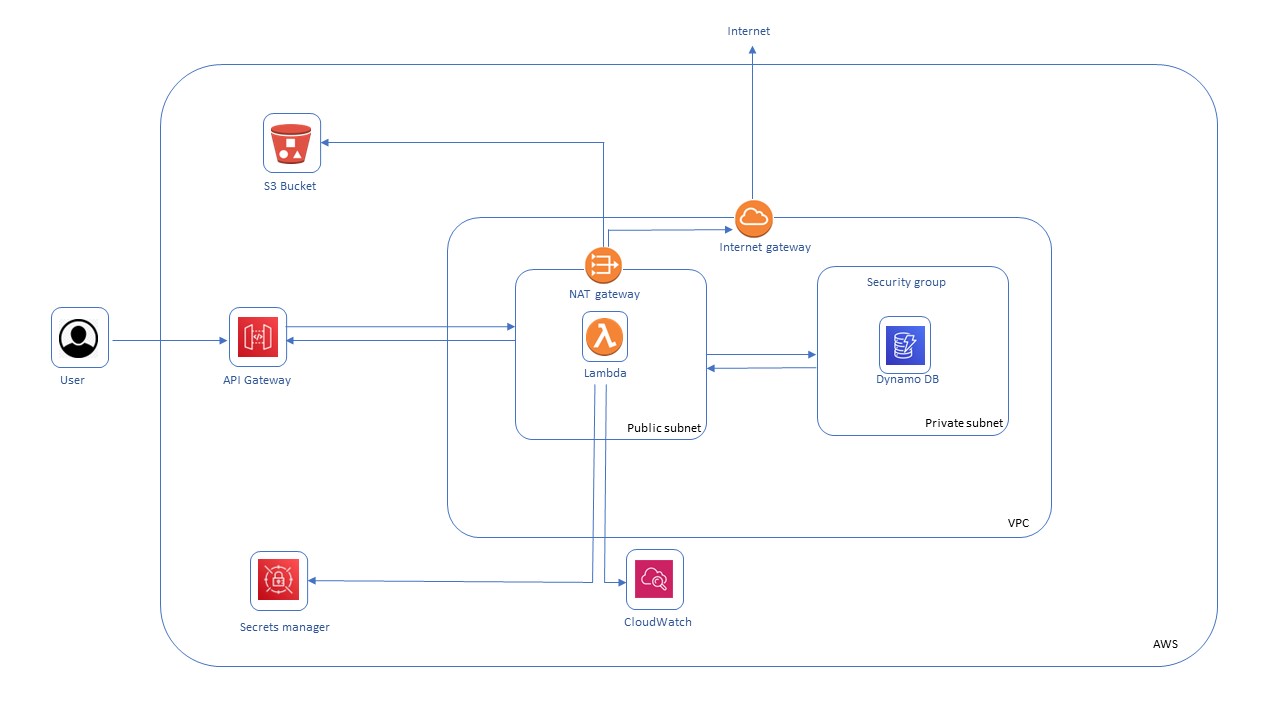 Internet
S3 Bucket
Internet gateway
NAT gateway
Security group
User
API Gateway
Lambda
Dynamo DB
Public subnet
Private subnet
VPC
Secrets manager
CloudWatch
AWS